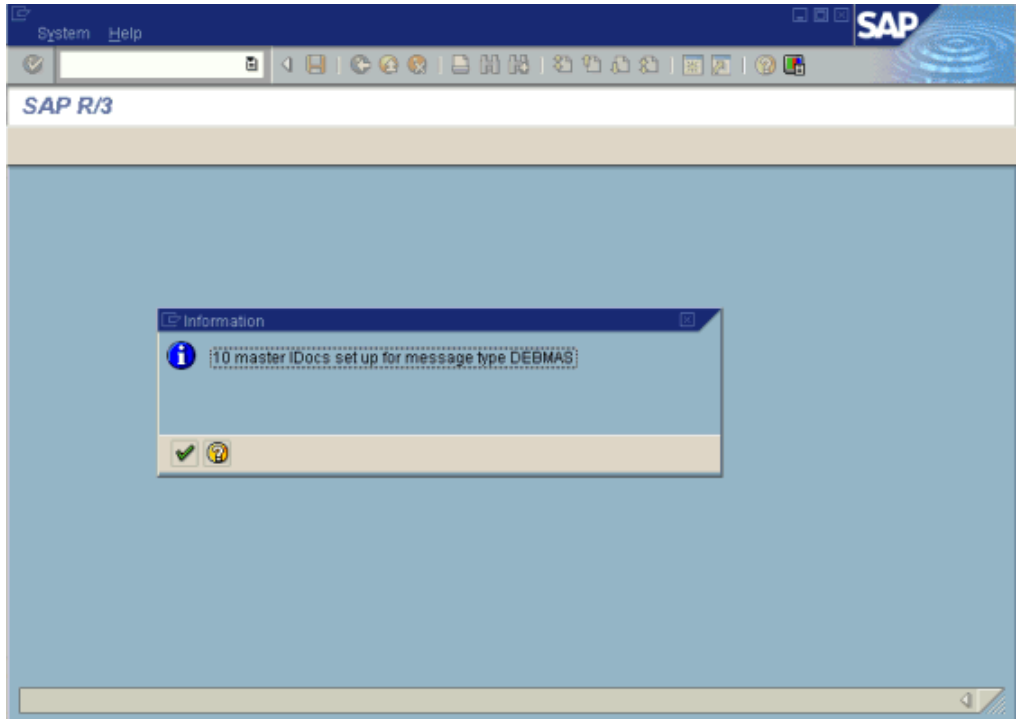 System Help
SAP
SAP R/3
Information
10 master IDocs set up for message type DEBMAS